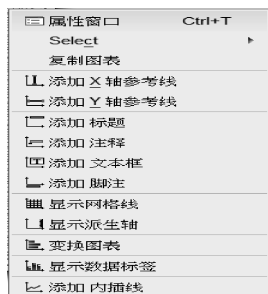 属性窗口 Ctrl+T
Select
复制图表
添加 X 轴参考线
添加 Y 轴参考线
添加 标题
添加 注释
添加 文本框
添加 脚注
显示网格线
显示派生轴
变换图表
显示数据标签
添加 内插线